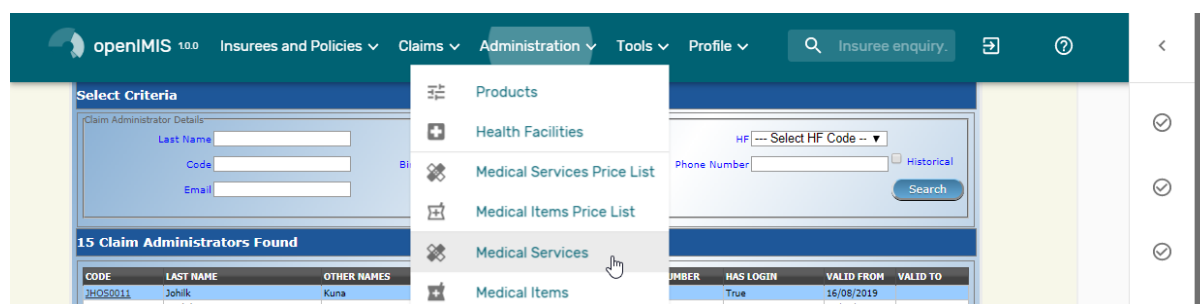 openIMIS 1.0.0 Insurees and Policies Claims Administration Tools Profile Insuree enquiry.
Select Criteria
Products
Claim Administrator Details
Last Name
Health Facilities
HF --- Select HF Code -- ▼
Code
Medical Services Price List
Phone Number
Historical
Email
Medical Items Price List
Search
15 Claim Administrators Found
Medical Services
CODE LAST NAME OTHER NAMES HAS LOGIN VALID FROM VALID TO
JHOS0011 Johilk Kuna True 16/08/2019
Medical Items